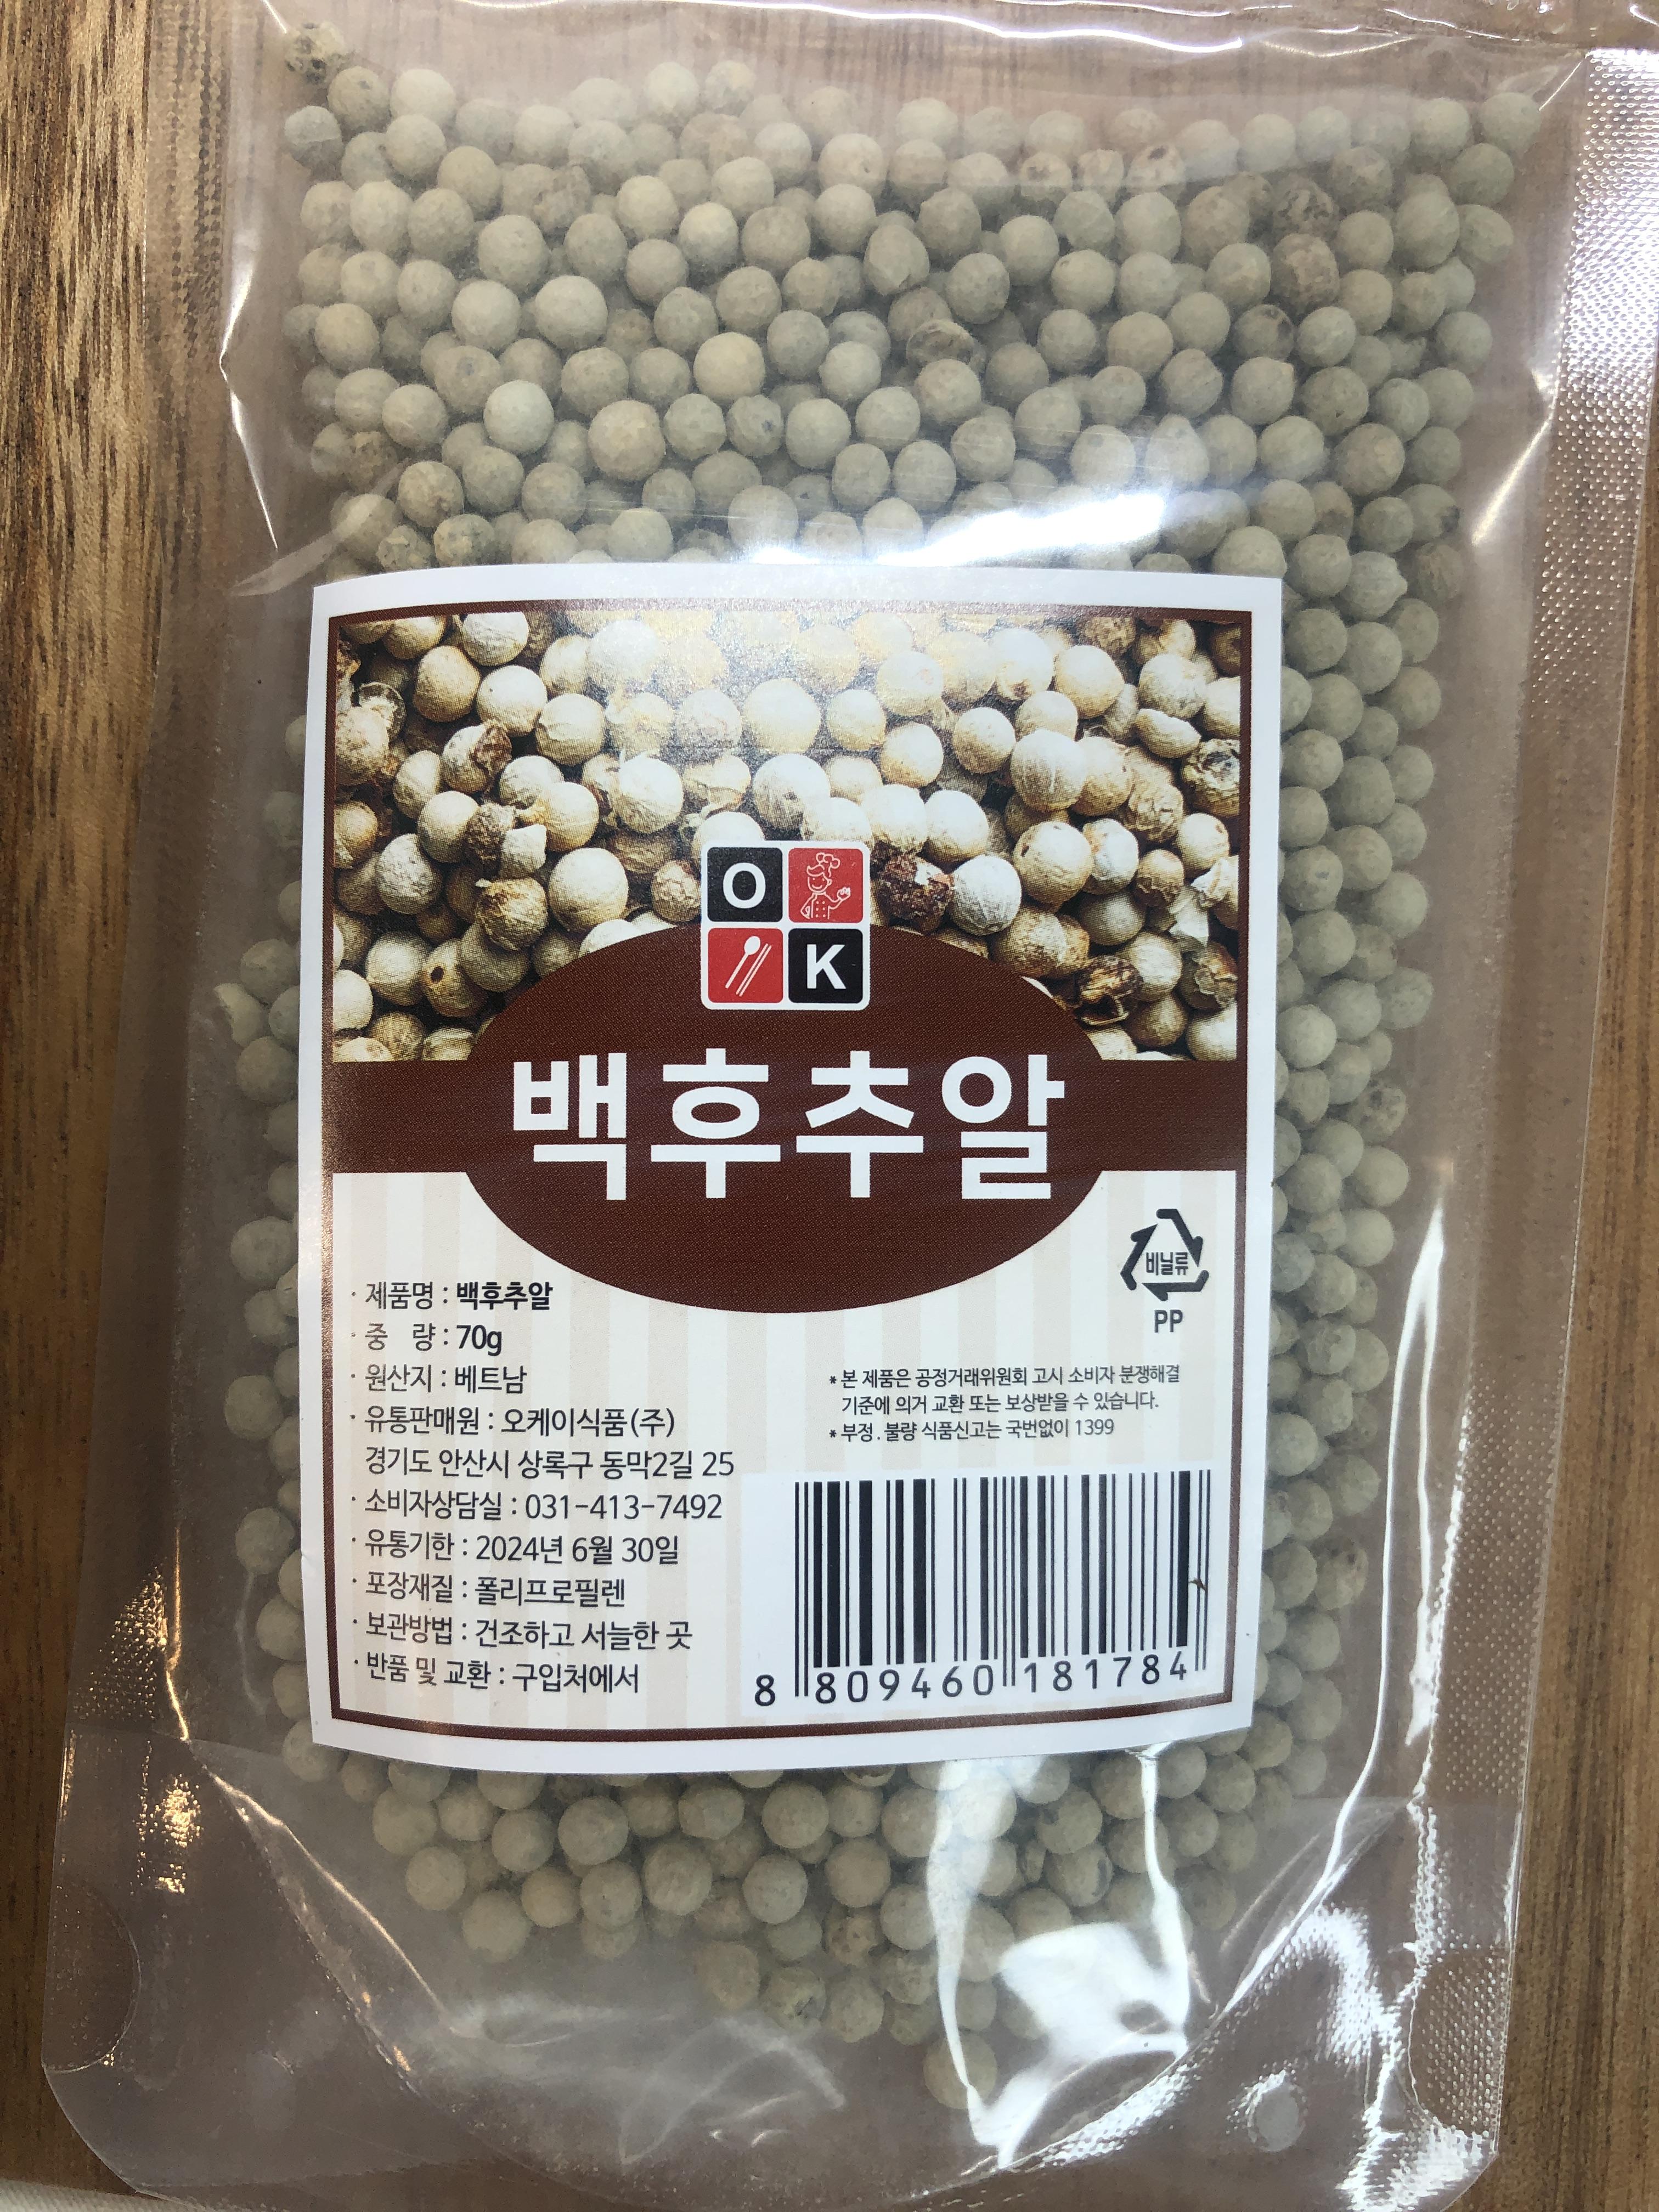 O
K
백후추알
비닐류
PP
· 제품명 : 백후추알
· 중 량 : 70g
· 원산지 : 베트남
· 유통판매원 : 오케이식품(주)
경기도 안산시 상록구 동막2길 25
· 소비자상담실 : 031-413-7492
· 유통기한 : 2024년 6월 30일
· 포장재질 : 폴리프로필렌
· 보관방법 : 건조하고 서늘한 곳
· 반품 및 교환 : 구입처에서
* 본 제품은 공정거래위원회 고시 소비자 분쟁해결
기준에 의거 교환 또는 보상받을 수 있습니다.
* 부정 . 불량 식품신고는 국번없이 1399
8 809460 181784